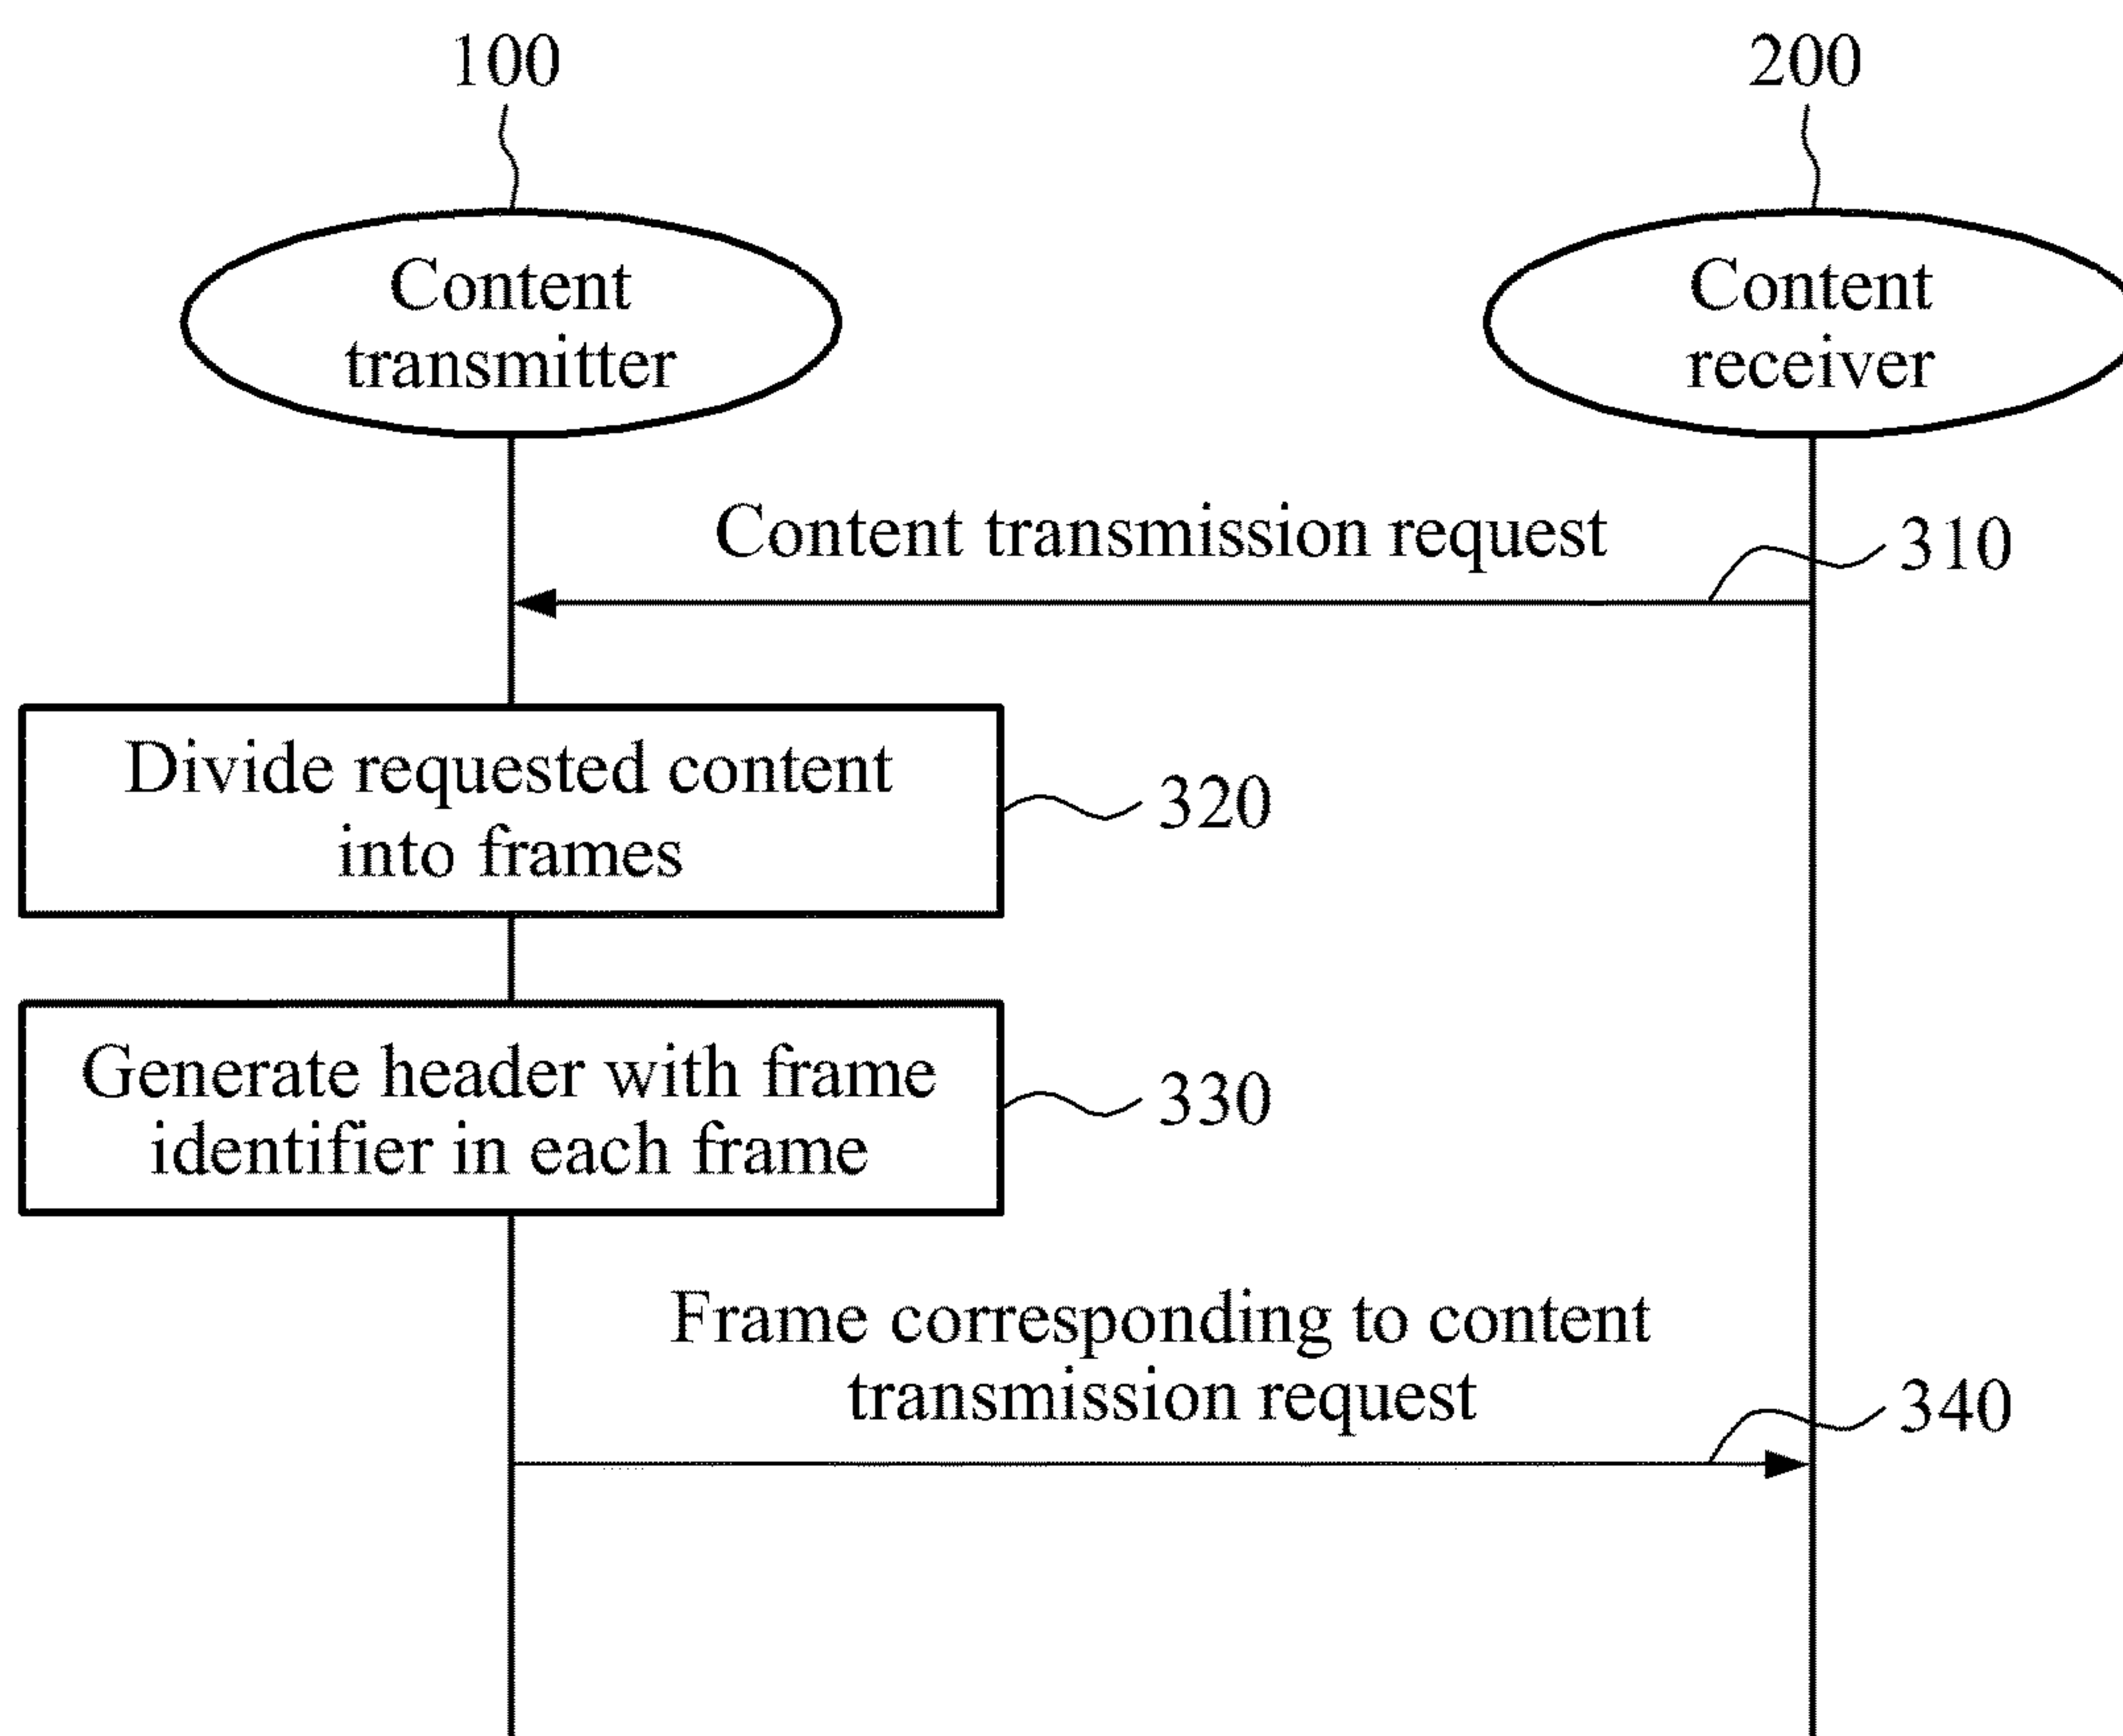 100
200
Content
transmitter
Content
receiver
Content transmission request
310
Divide requested content
into frames
320
Generate header with frame
identifier in each frame
330
Frame corresponding to content
transmission request
340